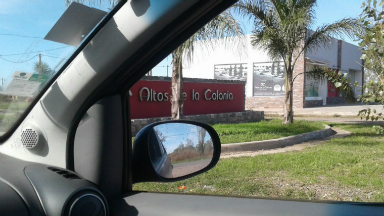 Altos de la Colonia